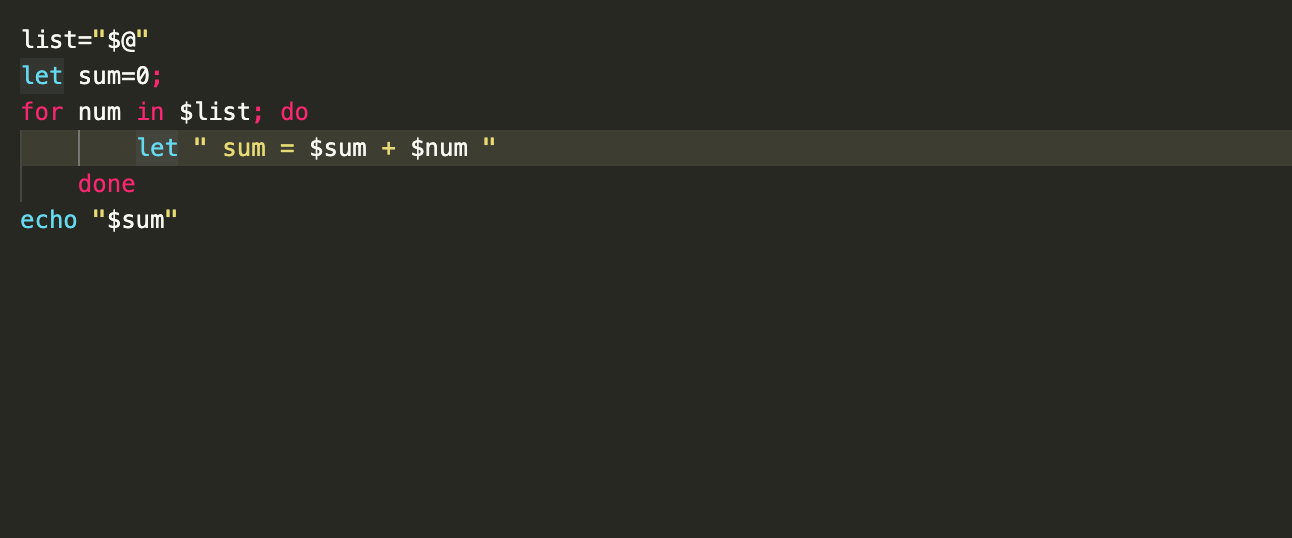 list="$@"
let sum=0;
for num in $list; do
        let " sum = $sum + $num "
    done
echo "$sum"